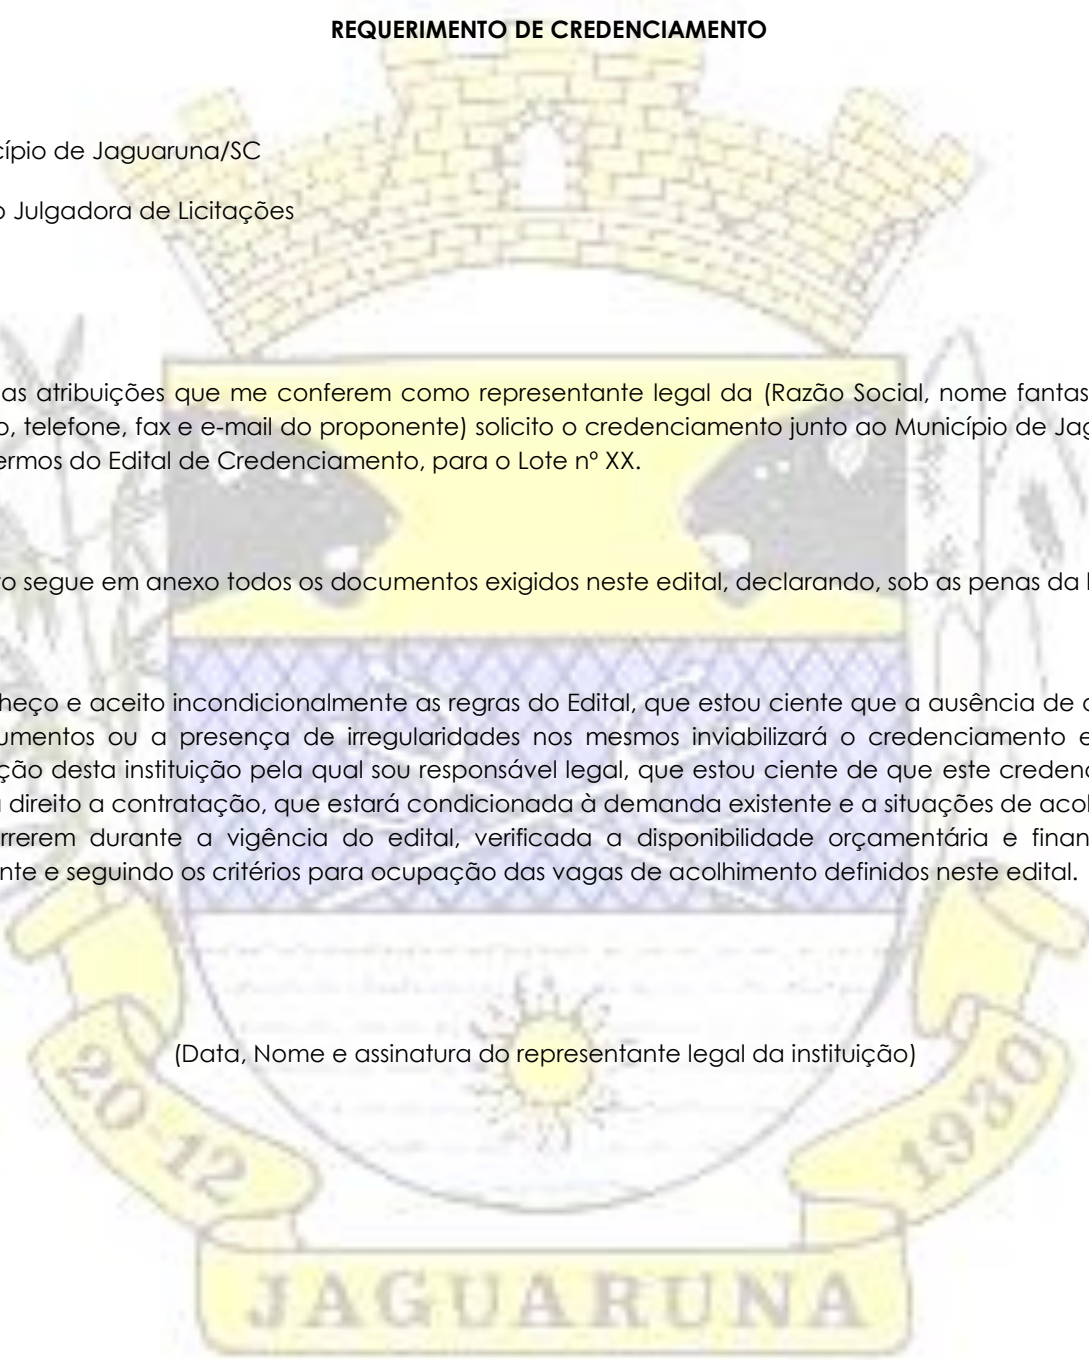 REQUERIMENTO DE CREDENCIAMENTO
cípio de Jaguaruna/SC
o Julgadora de Licitações
as atribuições que me conferem como representante legal da (Razão Social, nome fantas
o, telefone, fax e e-mail do proponente) solicito o credenciamento junto ao Município de Jag
ermos do Edital de Credenciamento, para o Lote nº XX.
o segue em anexo todos os documentos exigidos neste edital, declarando, sob as penas da l
heço e aceito incondicionalmente as regras do Edital, que estou ciente que a ausência de
umentos ou a presença de irregularidades nos mesmos inviabilizará o credenciamento e
ção desta instituição pela qual sou responsável legal, que estou ciente de que este creden
direito a contratação, que estará condicionada à demanda existente e a situações de acol
rrerem durante a vigência do edital, verificada a disponibilidade orçamentária e finan
nte e seguindo os critérios para ocupação das vagas de acolhimento definidos neste edital.
(Data, Nome e assinatura do representante legal da instituição)
20-12
1930
JAGUARUNA